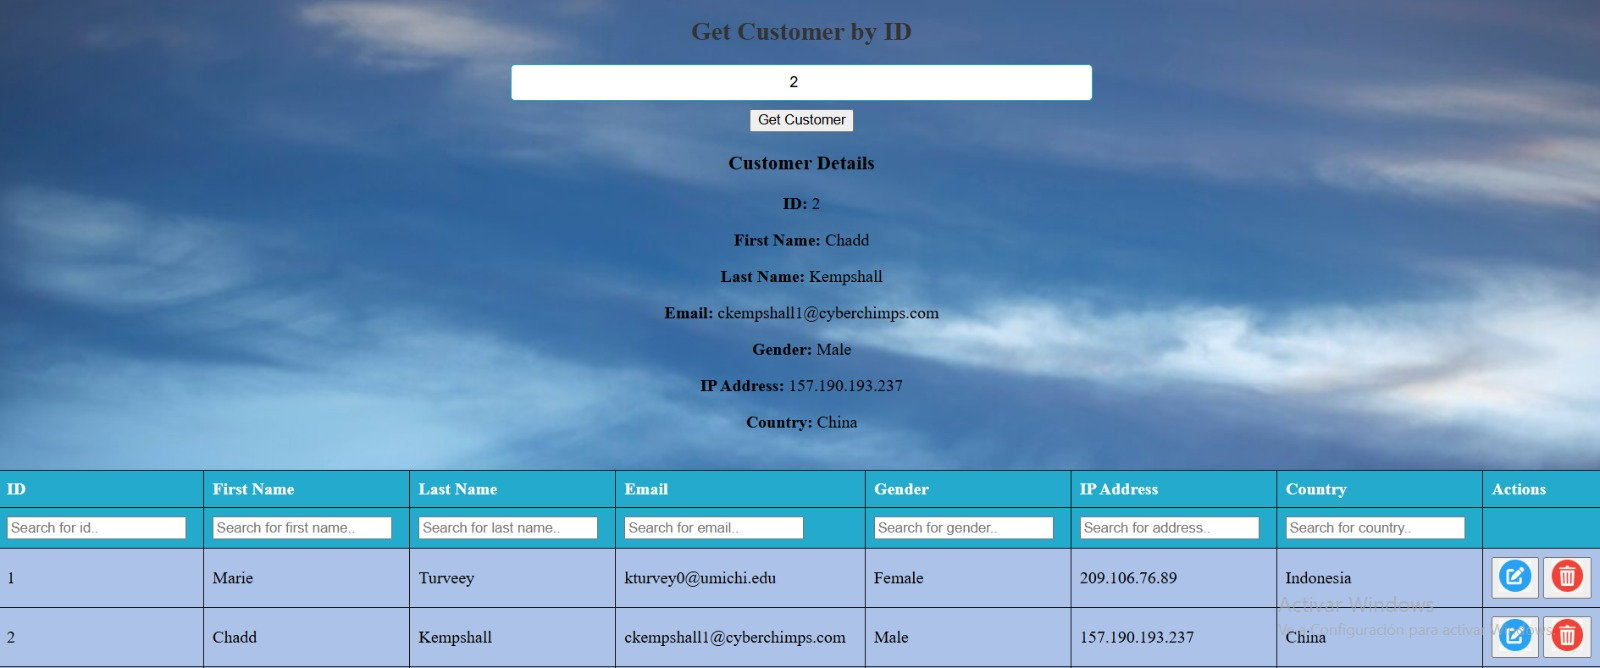 Get Customer by ID
2
Get Customer
Customer Details
ID: 2
First Name: Chadd
Last Name: Kempshall
Email: ckempshall1@cyberchimps.com
Gender: Male
IP Address: 157.190.193.237
Country: China
ID First Name Last Name Email Gender IP Address Country Actions
Search for id.. Search for first name.. Search for last name.. Search for email.. Search for gender.. Search for address.. Search for country..
1 Marie Turveey kturvey0@umichi.edu Female 209.106.76.89 Indonesia
Activar Windows
2 Chadd Kempshall ckempshall1@cyberchimps.com Male 157.190.193.237 China
Ve a Configuración para activar Windows.